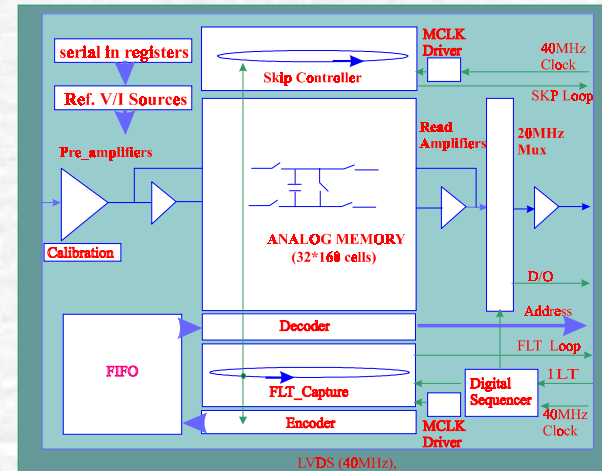 serial in registers
Ref. V/I Sources
Pre_amplifiers
Calibration
Skip Controller
MCLK
Driver
40MHz
Clock
SKP Loop
Read
Amplifiers
20MHz
Mux
ANALOG MEMORY
(32*160 cells)
D/O
Address
Decoder
FLT Loop
FIFO
FLT_Capture
Digital
Sequencer
1LT
Encoder
MCLK
Driver
40MHz
Clock
LVDS (40MHz),